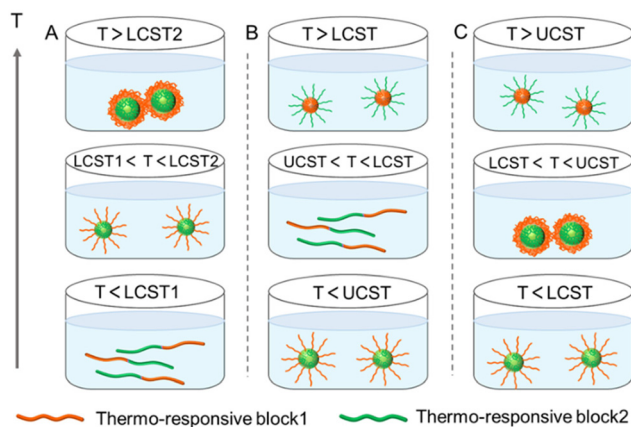 T
A
T>LCST2
LCST1< T<LCST2
T<LCST1
B
T>LCST
UCST< T<LCST
T<UCST
C
T>UCST
LCST< T<UCST
T<LCST
Thermo-responsive block1
Thermo-responsive block2